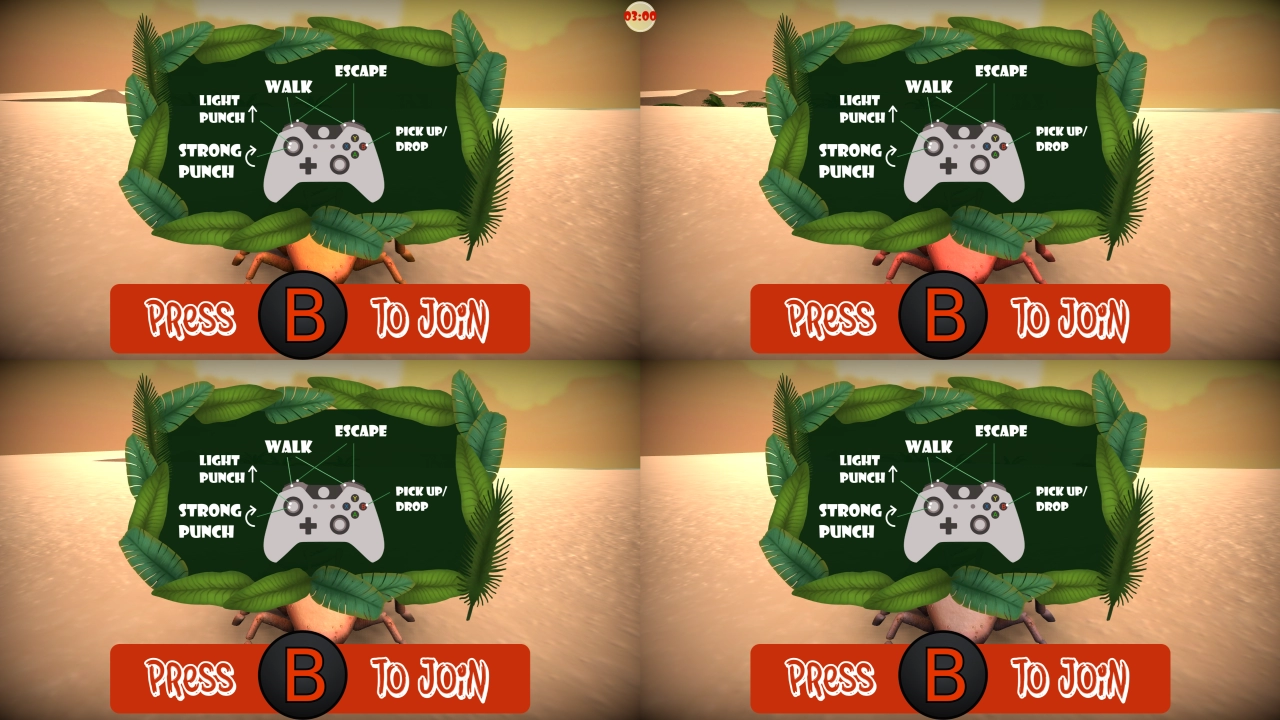 03:00
ESCAPE
WALK
LIGHT
PUNCH
PICK UP/
DROP
STRONG
PUNCH
PRESS B TO JOIN
ESCAPE
WALK
LIGHT
PUNCH
PICK UP/
DROP
STRONG
PUNCH
PRESS B TO JOIN
ESCAPE
WALK
LIGHT
PUNCH
PICK UP/
DROP
STRONG
PUNCH
PRESS B TO JOIN
ESCAPE
WALK
LIGHT
PUNCH
PICK UP/
DROP
STRONG
PUNCH
PRESS B TO JOIN